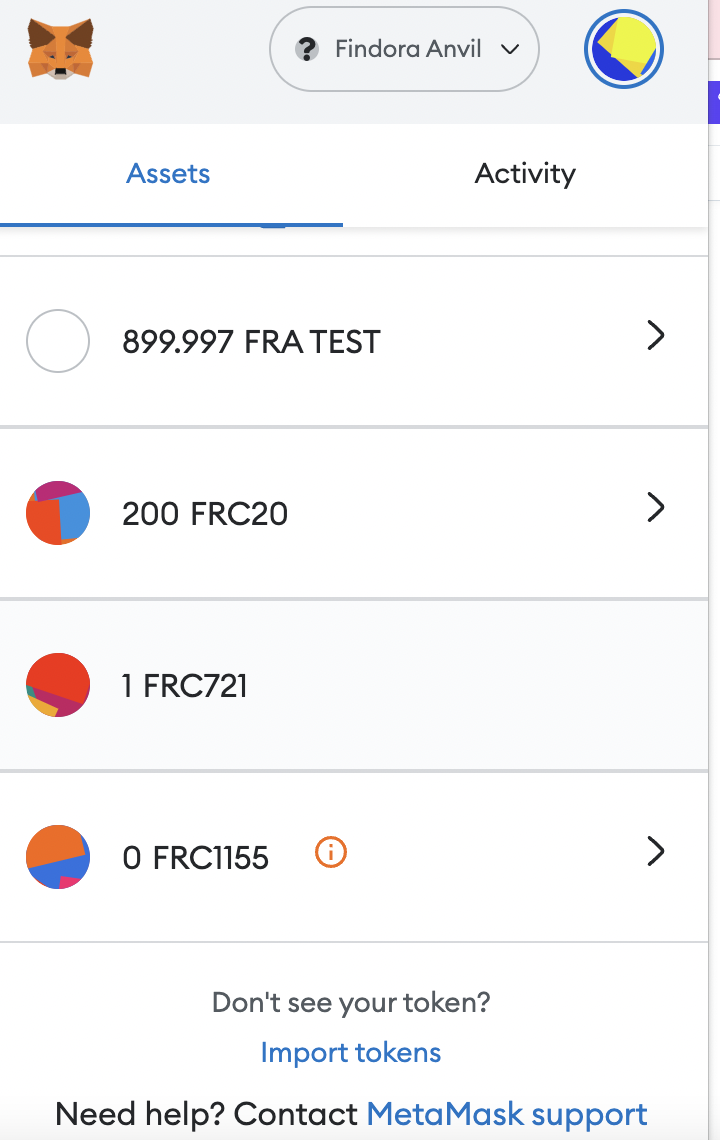 Findora Anvil
Assets
Activity
899.997 FRA TEST
200 FRC20
1 FRC721
0 FRC1155
Don't see your token?
Import tokens
Need help? Contact MetaMask support